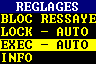 REGLAGES
BLOC RESSAYE
LOCK - AUTO
EXEC - AUTO
INFO